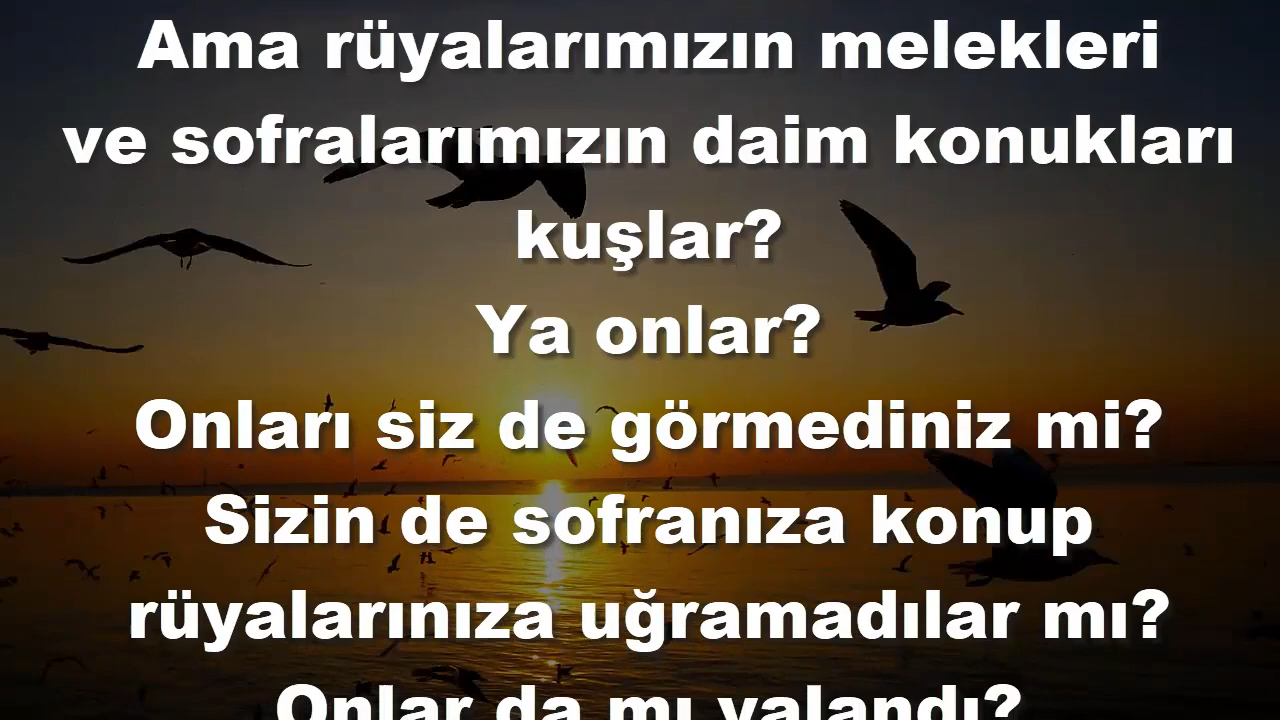 Ama rüyalarımızın melekleri
ve sofralarımızın daim konukları
kuşlar?
Ya onlar?
Onları siz de görmediniz mi?
Sizin de sofranıza konup
rüyalarınıza uğramadılar mı?
Onlar da mı yalandı?